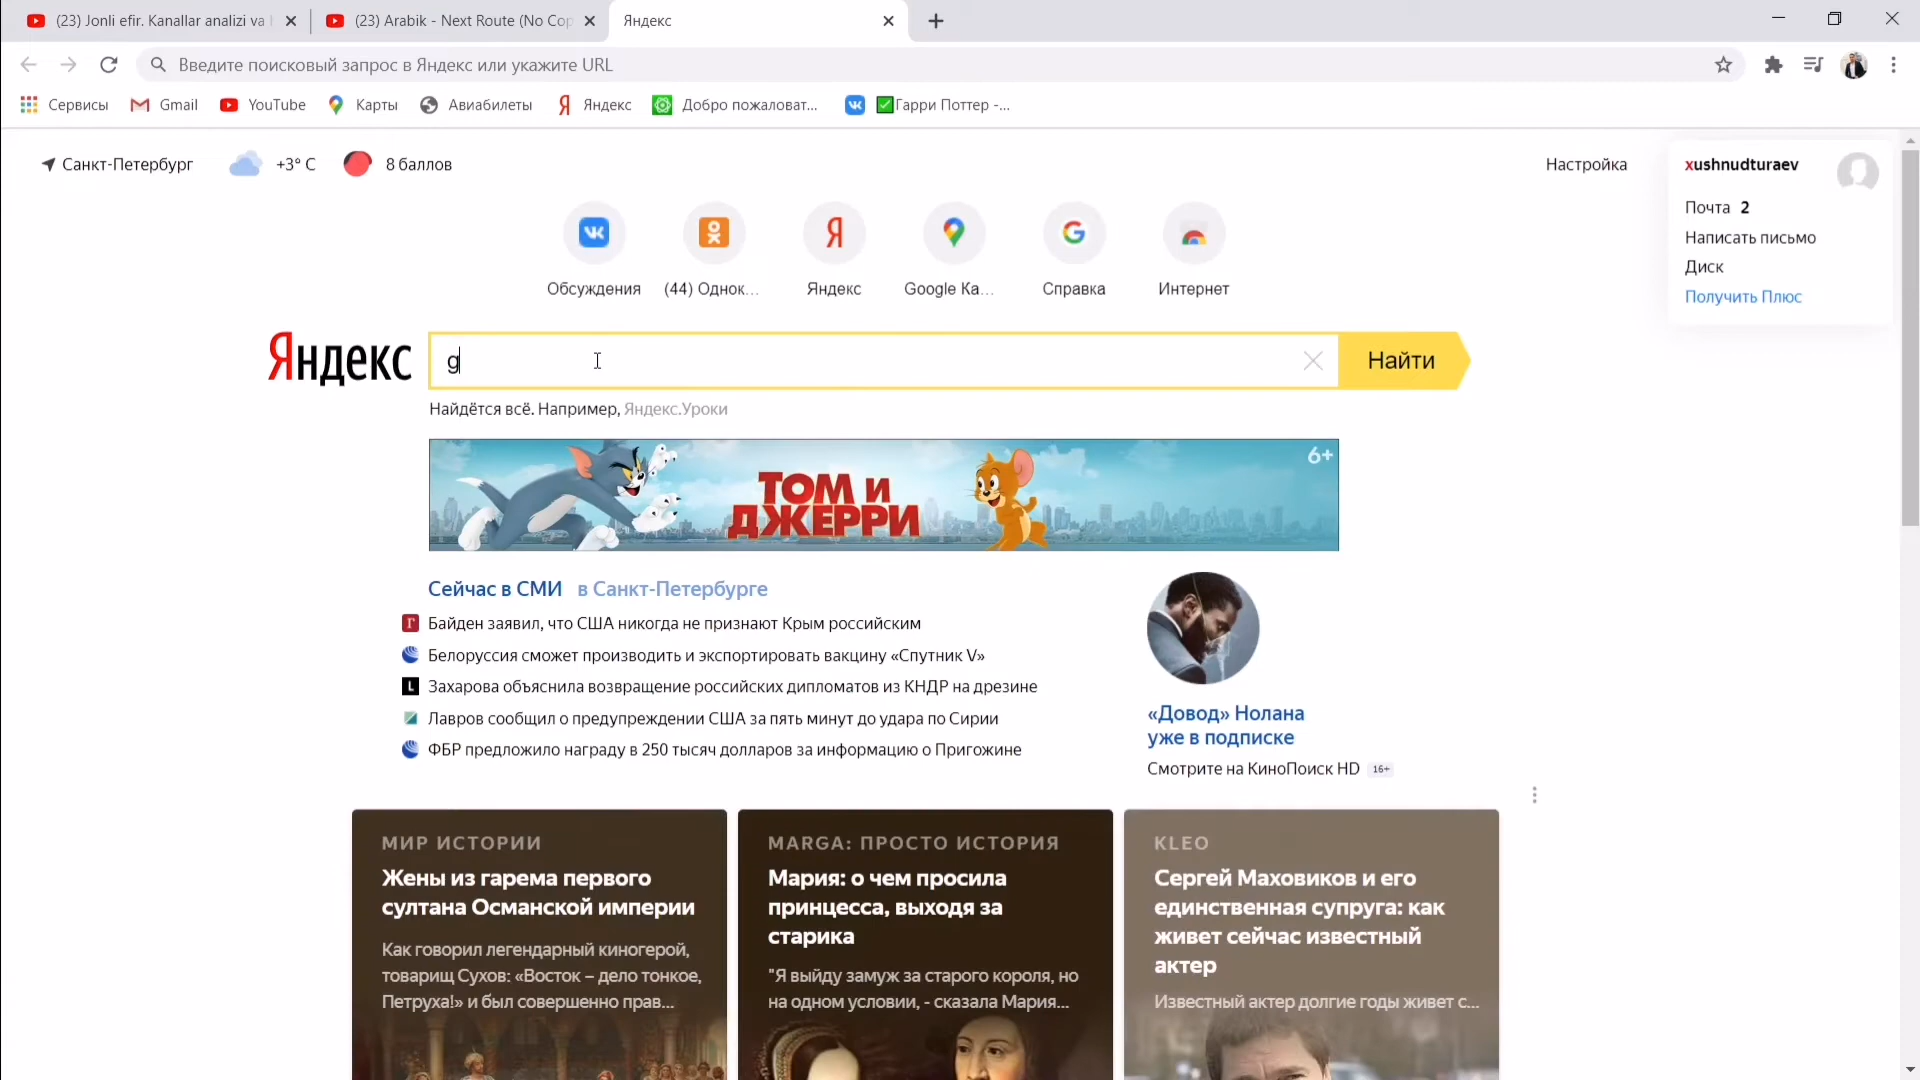 (23) Jonli efir. Kanallar analizi va
(23) Arabik - Next Route (No Cop
Яндекс
Введите поисковый запрос в Яндекс или укажите URL
Сервисы
Gmail
YouTube
Карты
Авиабилеты
Яндекс
Добро пожаловат...
Гарри Поттер -...
Санкт-Петербург
+3° C
8 баллов
Настройка
xushnudturaev
Почта 2
Написать письмо
Диск
Получить Плюс
Обсуждения
(44) Однок...
Яндекс
Google Ка...
Справка
Интернет
Яндекс
g
Найти
Найдётся всё. Например, Яндекс.Уроки
ТОМ И
ДЖЕРРИ
6+
Сейчас в СМИ в Санкт-Петербурге
Байден заявил, что США никогда не признают Крым российским
Белоруссия сможет производить и экспортировать вакцину «Спутник V»
Захарова объяснила возвращение российских дипломатов из КНДР на дрезине
Лавров сообщил о предупреждении США за пять минут до удара по Сирии
ФБР предложило награду в 250 тысяч долларов за информацию о Пригожине
«Довод» Нолана
уже в подписке
Смотрите на КиноПоиск HD 16+
МИР ИСТОРИИ
Жены из гарема первого
султана Османской империи
Как говорил легендарный киногерой,
товарищ Сухов: «Восток – дело тонкое,
Петруха!» и был совершенно прав...
MARGA: ПРОСТО ИСТОРИЯ
Мария: о чем просила
принцесса, выходя за
старика
"Я выйду замуж за старого короля, но
на одном условии, - сказала Мария...
KLEO
Сергей Маховиков и его
единственная супруга: как
живет сейчас известный
актер
Известный актер долгие годы живет с...